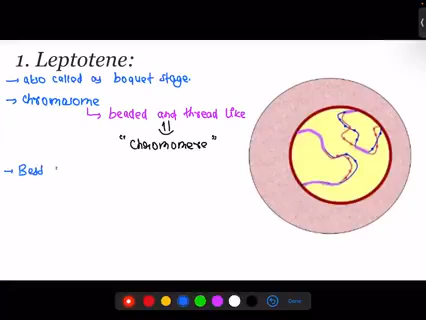 1. Leptotene:
→ also called as boquet stage.
→ chromosome
↳ beaded and thread like
"chromomere"
→ Bead
Done